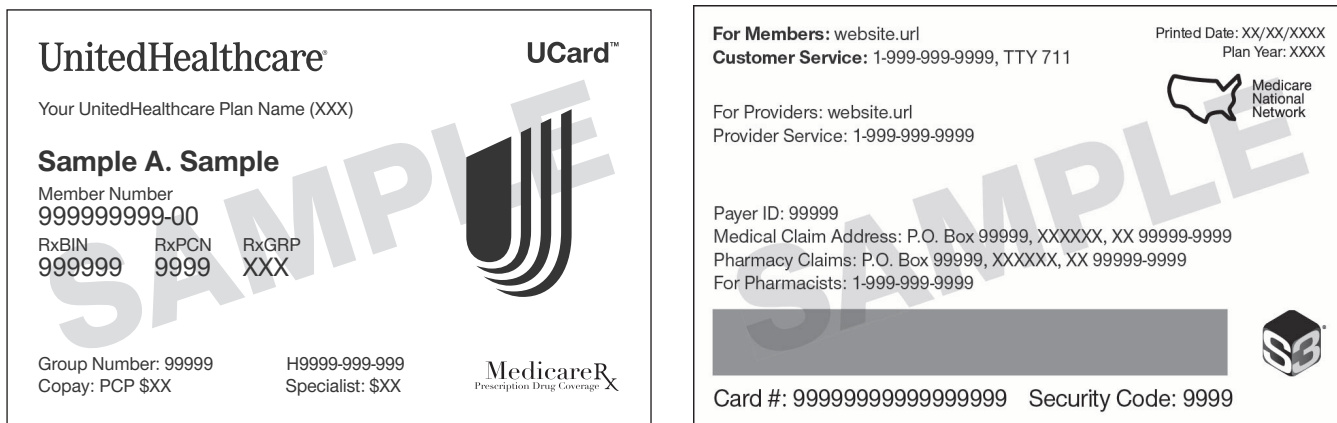 UnitedHealthcare®
UCard™
Your UnitedHealthcare Plan Name (XXX)
Sample A. Sample
Member Number
999999999-00
RxBIN RxPCN RxGRP
999999 9999 XXX
Group Number: 99999 H9999-999-999
Copay: PCP $XX Specialist: $XX
MedicareRx
Prescription Drug Coverage
SAMPLE
For Members: website.url
Customer Service: 1-999-999-9999, TTY 711
Printed Date: XX/XX/XXXX
Plan Year: XXXX
Medicare
National
Network
For Providers: website.url
Provider Service: 1-999-999-9999
Payer ID: 99999
Medical Claim Address: P.O. Box 99999, XXXXXX, XX 99999-9999
Pharmacy Claims: P.O. Box 99999, XXXXXX, XX 99999-9999
For Pharmacists: 1-999-999-9999
S3
Card #: 99999999999999999 Security Code: 9999
SAMPLE